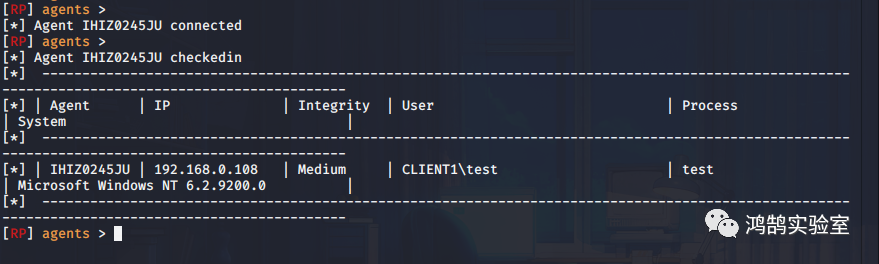 [RP] agents >
[*] Agent IHIZ0245JU connected
[RP] agents >
[*] Agent IHIZ0245JU checkedin
[*]  ----------------------------------------------------------------------------------------------------
------------------------------------------
[*] | Agent      | IP              | Integrity  | User                             | Process
| System                                  |
[*]  ----------------------------------------------------------------------------------------------------
------------------------------------------
[*] | IHIZ0245JU | 192.168.0.108   | Medium     | CLIENT1\test                     | test
| Microsoft Windows NT 6.2.9200.0          |
[*]  ----------------------------------------------------------------------------------------------------
------------------------------------------
[RP] agents >
鸿鹄实验室